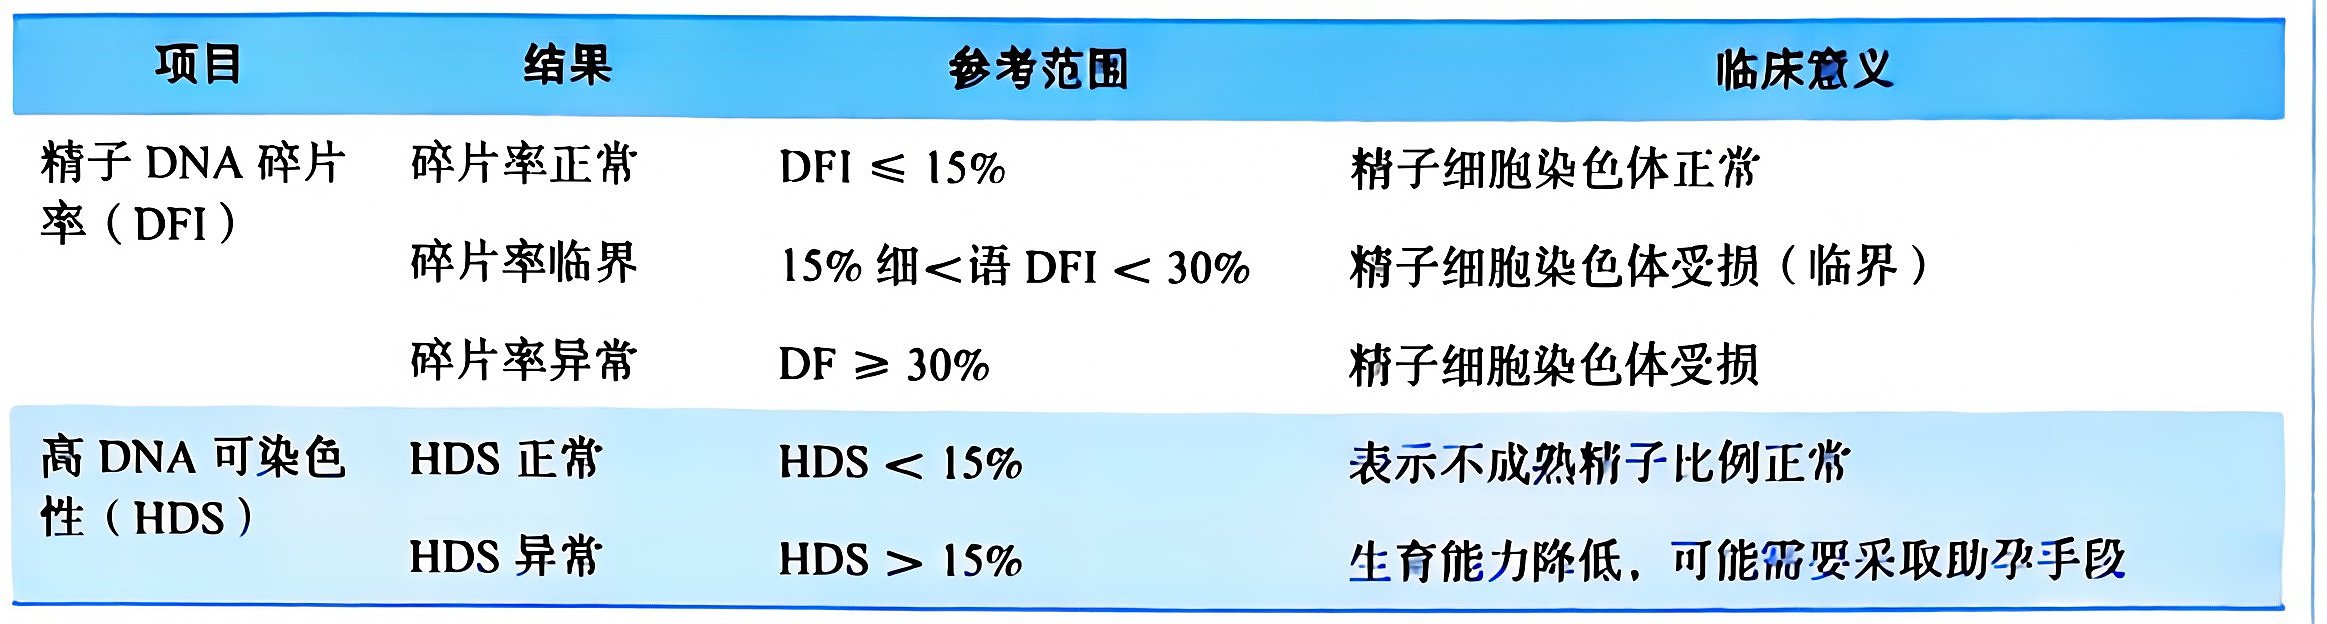 项目 结果 参考范围 临床意义
精子 DNA 碎片率（DFI） 碎片率正常 DFI ≤ 15% 精子细胞染色体正常
碎片率临界 15% 细＜语 DFI < 30% 精子细胞染色体受损（临界）
碎片率异常 DF ≥ 30% 精子细胞染色体受损
高 DNA 可染色性（HDS） HDS 正常 HDS < 15% 表示不成熟精子比例正常
HDS 异常 HDS > 15% 生育能力降低，可能需要采取助孕手段